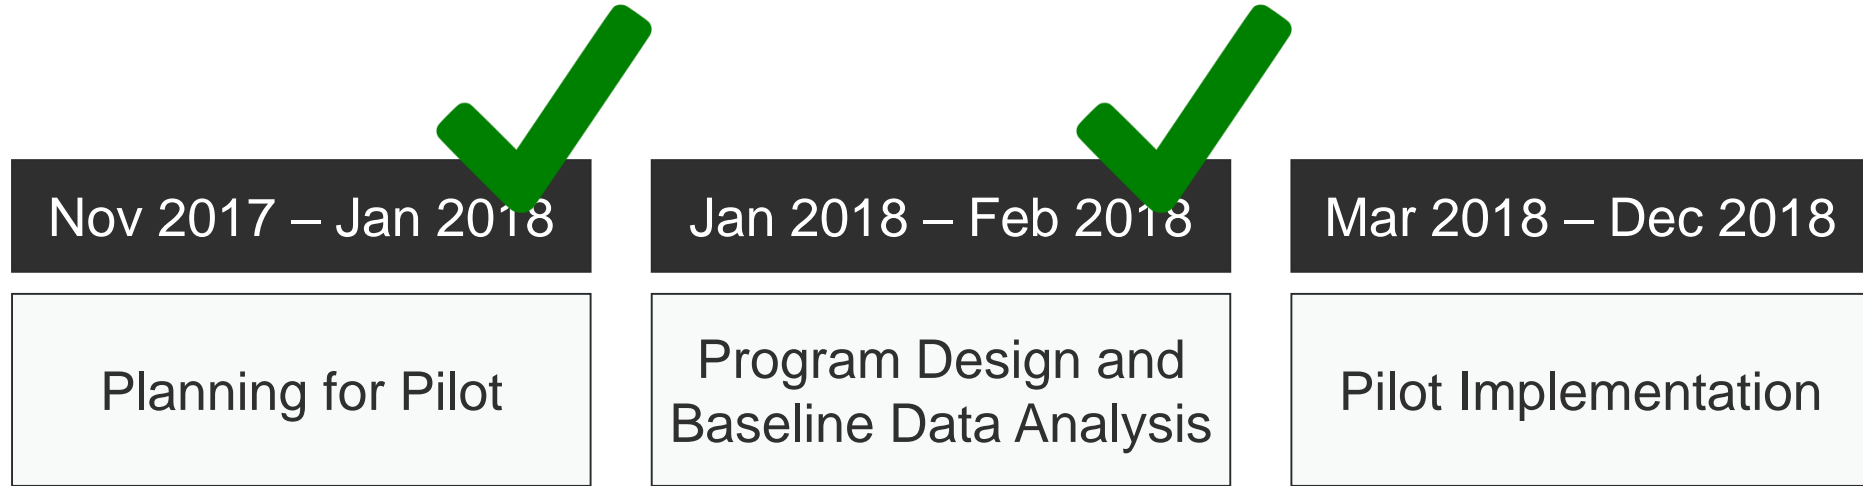 Nov 2017 – Jan 2018
Jan 2018 – Feb 2018
Mar 2018 – Dec 2018
Planning for Pilot
Program Design and
Baseline Data Analysis
Pilot Implementation